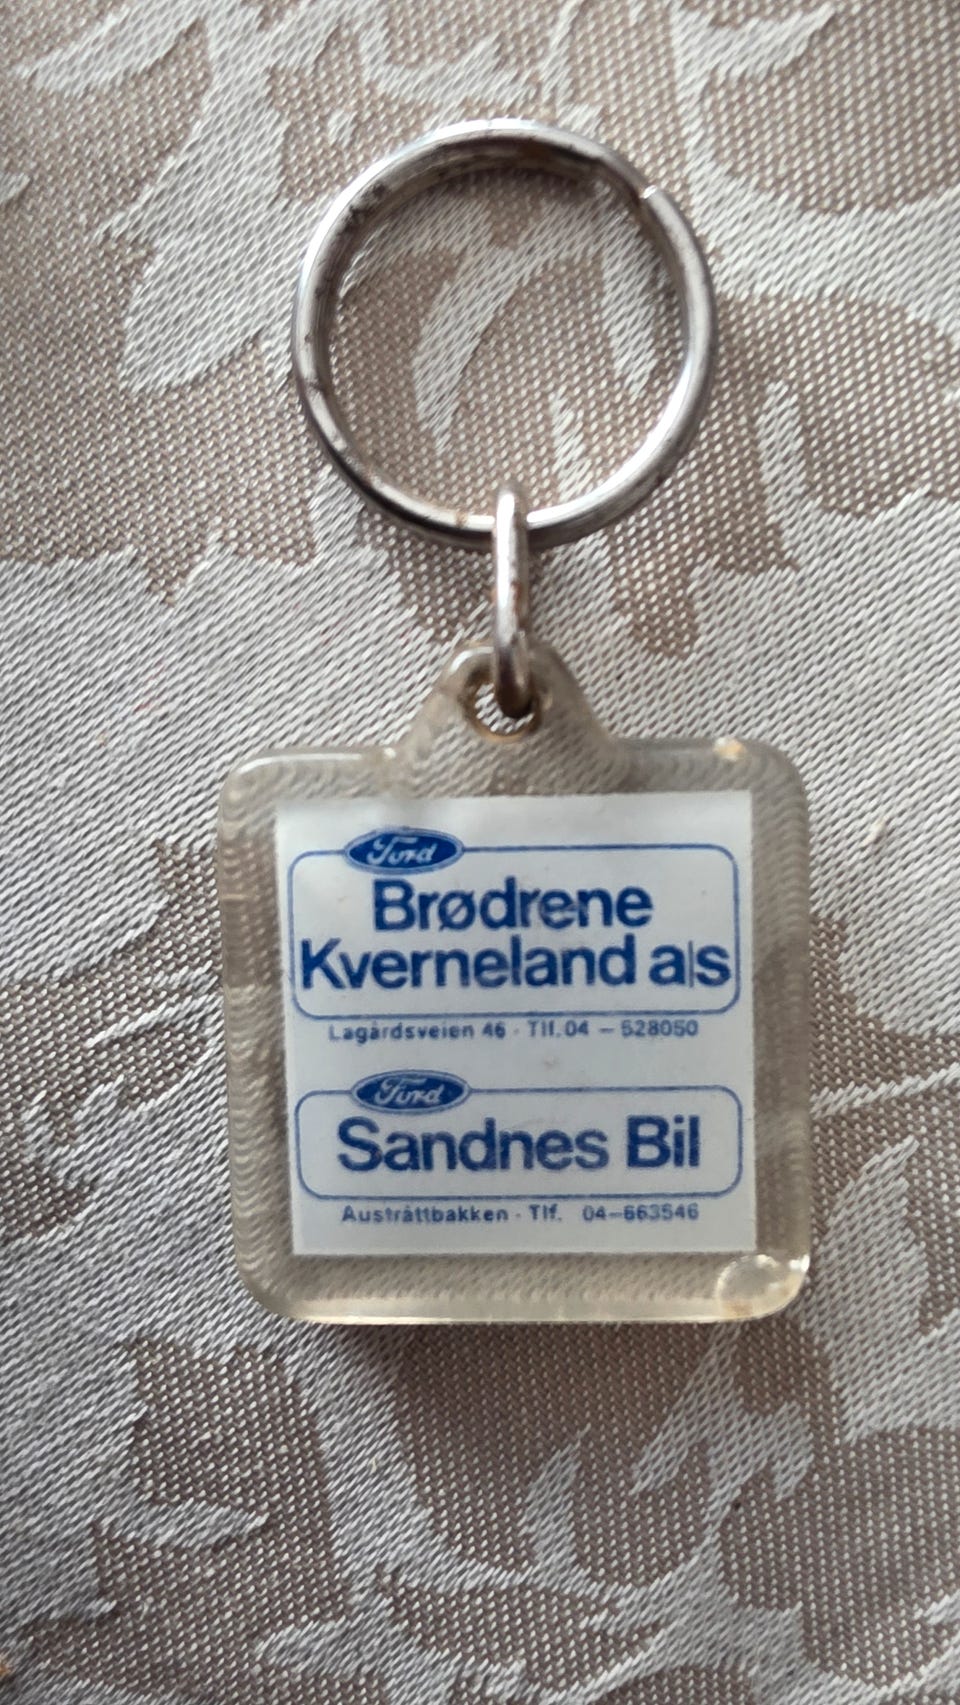 Ford
Brødrene
Kverneland a|s
Lagårdsveien 46 - Tlf. 04 - 528050
Ford
Sandnes Bil
Austråttbakken - Tlf. 04-663546